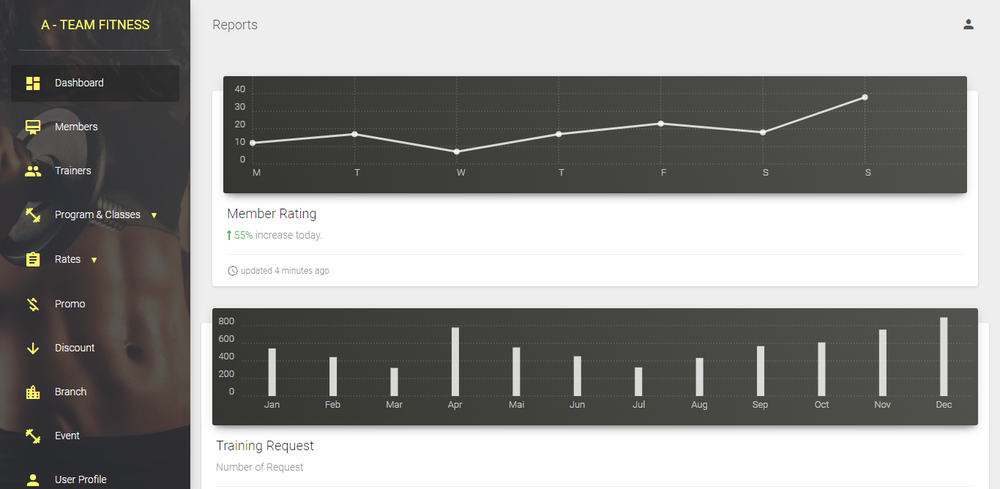 A - TEAM FITNESS
Dashboard
Members
Trainers
Program & Classes
Rates
Promo
Discount
Branch
Event
User Profile
Reports
40
30
20
10
0
M T W T F S S
Member Rating
55% increase today.
updated 4 minutes ago
800
600
400
200
0
Jan Feb Mar Apr Mai Jun Jul Aug Sep Oct Nov Dec
Training Request
Number of Request